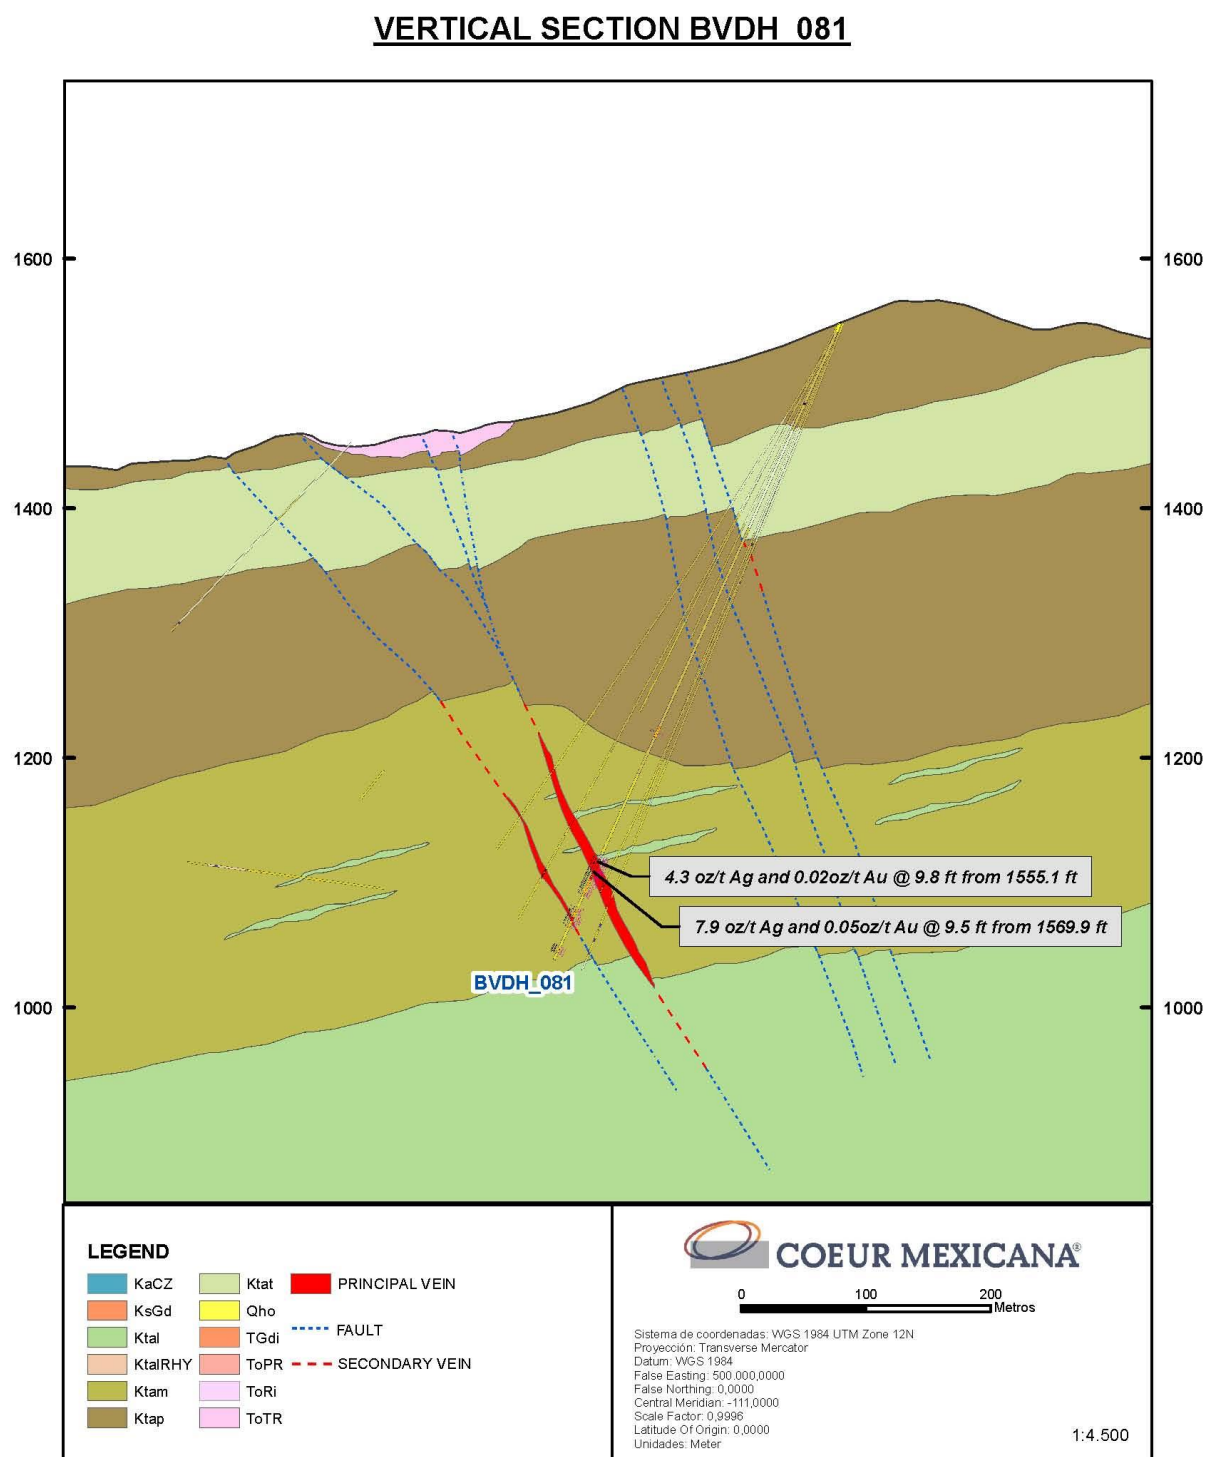 VERTICAL SECTION BVDH_081
1600 1600
1400 1400
1200 1200
4.3 oz/t Ag and 0.02oz/t Au @ 9.8 ft from 1555.1 ft
7.9 oz/t Ag and 0.05oz/t Au @ 9.5 ft from 1569.9 ft
BVDH_081
1000 1000
LEGEND
KaCZ
KsGd
Ktal
KtalRHY
Ktam
Ktap
Ktat
Qho
TGdi
ToPR
ToRi
ToTR
PRINCIPAL VEIN
FAULT
SECONDARY VEIN
COEUR MEXICANA®
0 100 200
Metros
Sistema de coordenadas: WGS 1984 UTM Zone 12N
Proyección: Transverse Mercator
Datum: WGS 1984
False Easting: 500.000,0000
False Northing: 0,0000
Central Meridian: -111,0000
Scale Factor: 0,9996
Latitude Of Origin: 0,0000
Unidades: Meter
1:4.500